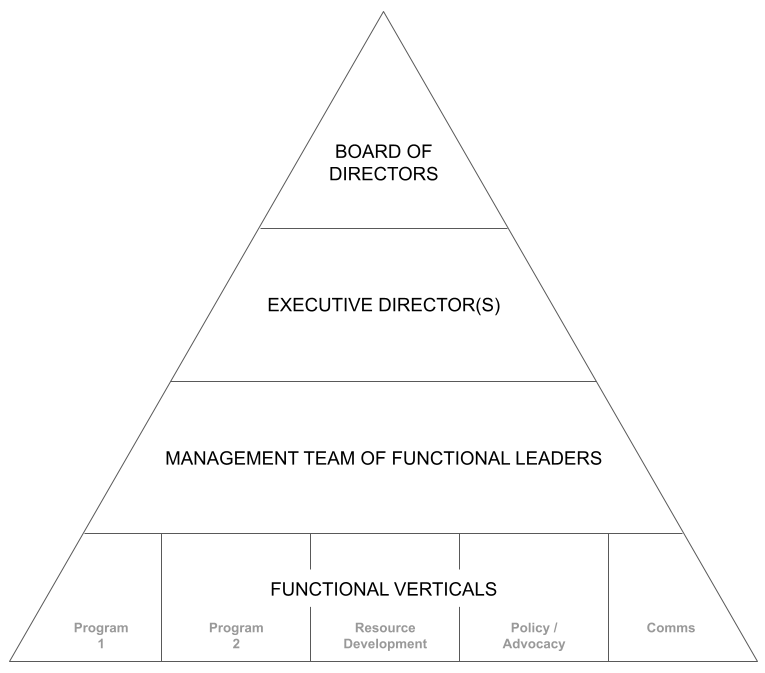 BOARD OF
DIRECTORS
EXECUTIVE DIRECTOR(S)
MANAGEMENT TEAM OF FUNCTIONAL LEADERS
FUNCTIONAL VERTICALS
Program
1
Program
2
Resource
Development
Policy /
Advocacy
Comms